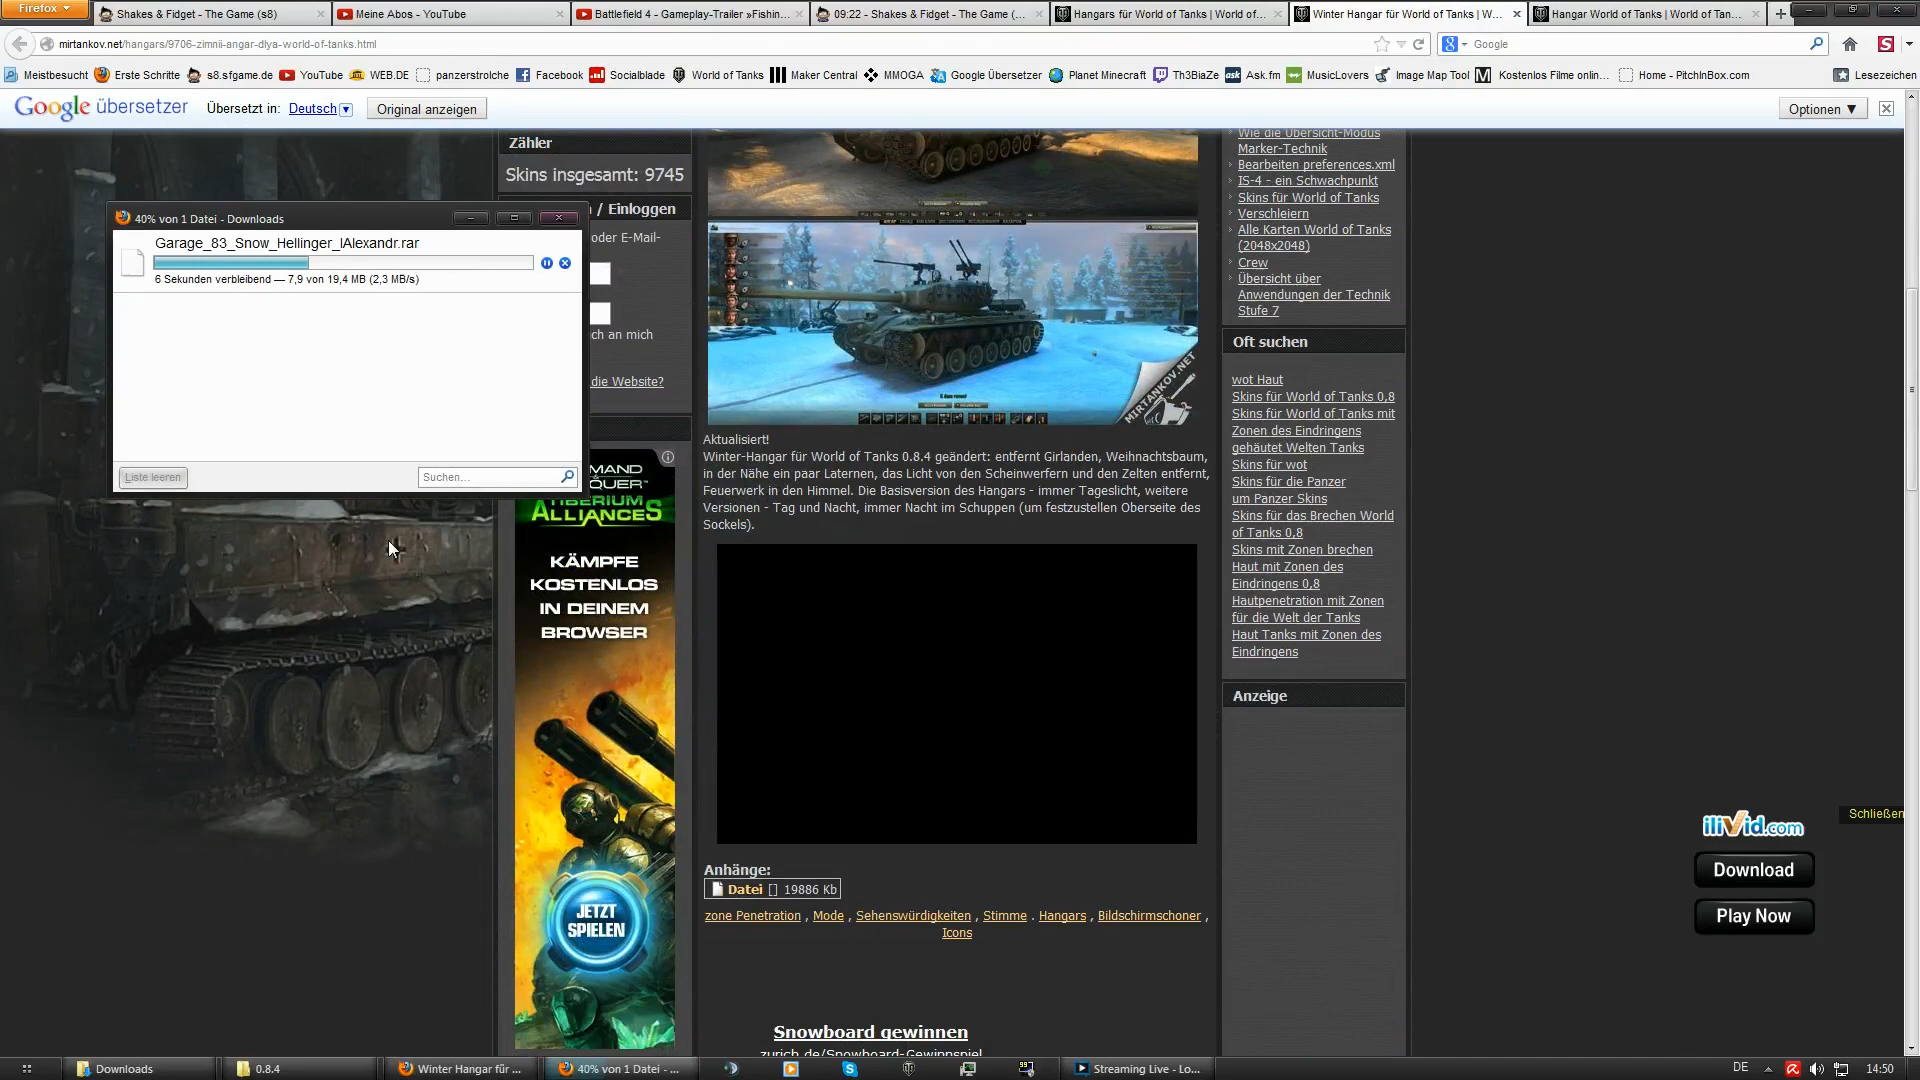 Firefox
Shakes & Fidget - The Game (s8)
Meine Abos - YouTube
Battlefield 4 - Gameplay-Trailer »Fishin...
09:22 - Shakes & Fidget - The Game (...
Hangars für World of Tanks | World of...
Winter Hangar für World of Tanks | W...
Hangar World of Tanks | World of Tan...
mirtankov.net/hangars/9706-zimnii-angar-dlya-world-of-tanks.html
Google
Meistbesucht
Erste Schritte
s8.sfgame.de
YouTube
WEB.DE
panzerstrolche
Facebook
Socialblade
World of Tanks
Maker Central
MMOGA
Google Übersetzer
Planet Minecraft
Th3BiaZe
Ask.fm
MusicLovers
Image Map Tool
Kostenlos Filme onlin...
Home - PitchInBox.com
Lesezeichen
Google übersetzer
Übersetzt in: Deutsch
Original anzeigen
Optionen ▼
Zähler
Skins insgesamt: 9745
/ Einloggen
oder E-Mail-
ch an mich
die Website?
40% von 1 Datei - Downloads
Garage_83_Snow_Hellinger_lAlexandr.rar
6 Sekunden verbleibend — 7,9 von 19,4 MB (2,3 MB/s)
Liste leeren
Suchen...
MAND
QUER
TIBERIUM
ALLIANCES
KÄMPFE
KOSTENLOS
IN DEINEM
BROWSER
JETZT
SPIELEN
MIRTANKOV.NET
Aktualisiert!
Winter-Hangar für World of Tanks 0.8.4 geändert: entfernt Girlanden, Weihnachtsbaum,
in der Nähe ein paar Laternen, das Licht von den Scheinwerfern und den Zelten entfernt,
Feuerwerk in den Himmel. Die Basisversion des Hangars - immer Tageslicht, weitere
Versionen - Tag und Nacht, immer Nacht im Schuppen (um festzustellen Oberseite des
Sockels).
Anhänge:
Datei [] 19886 Kb
zone Penetration , Mode , Sehenswürdigkeiten , Stimme . Hangars , Bildschirmschoner ,
Icons
Snowboard gewinnen
zurich.de/Snowboard-Gewinnspiel
Wie die Übersicht-Modus
Marker-Technik
Bearbeiten preferences.xml
IS-4 - ein Schwachpunkt
Skins für World of Tanks
Verschleiern
Alle Karten World of Tanks
(2048x2048)
Crew
Übersicht über
Anwendungen der Technik
Stufe 7
Oft suchen
wot Haut
Skins für World of Tanks 0,8
Skins für World of Tanks mit
Zonen des Eindringens
gehäutet Welten Tanks
Skins für wot
Skins für die Panzer
um Panzer Skins
Skins für das Brechen World
of Tanks 0,8
Skins mit Zonen brechen
Haut mit Zonen des
Eindringens 0,8
Hautpenetration mit Zonen
für die Welt der Tanks
Haut Tanks mit Zonen des
Eindringens
Anzeige
Schließen
iliVid.com
Download
Play Now
Downloads
0.8.4
Winter Hangar für ...
40% von 1 Datei - ...
Streaming Live - Lo...
DE
14:50